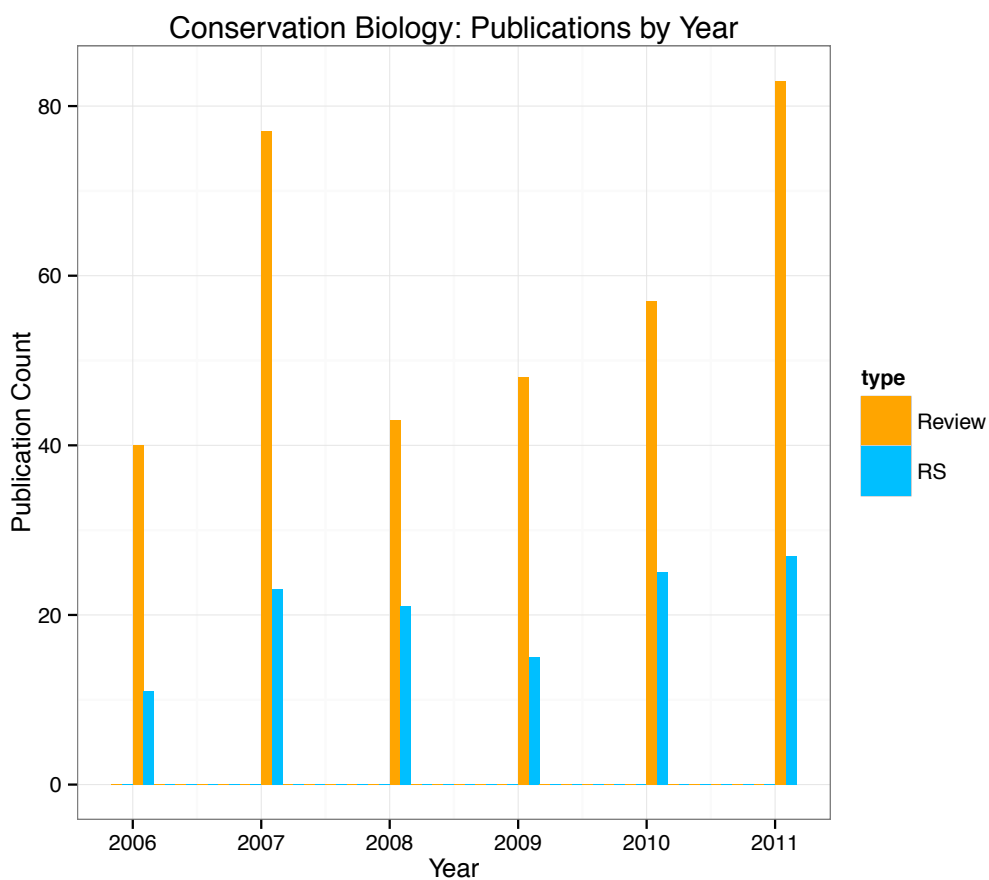 Conservation Biology: Publications by Year
80
60
40
20
0
Publication Count
2006 2007 2008 2009 2010 2011
Year
type
Review
RS